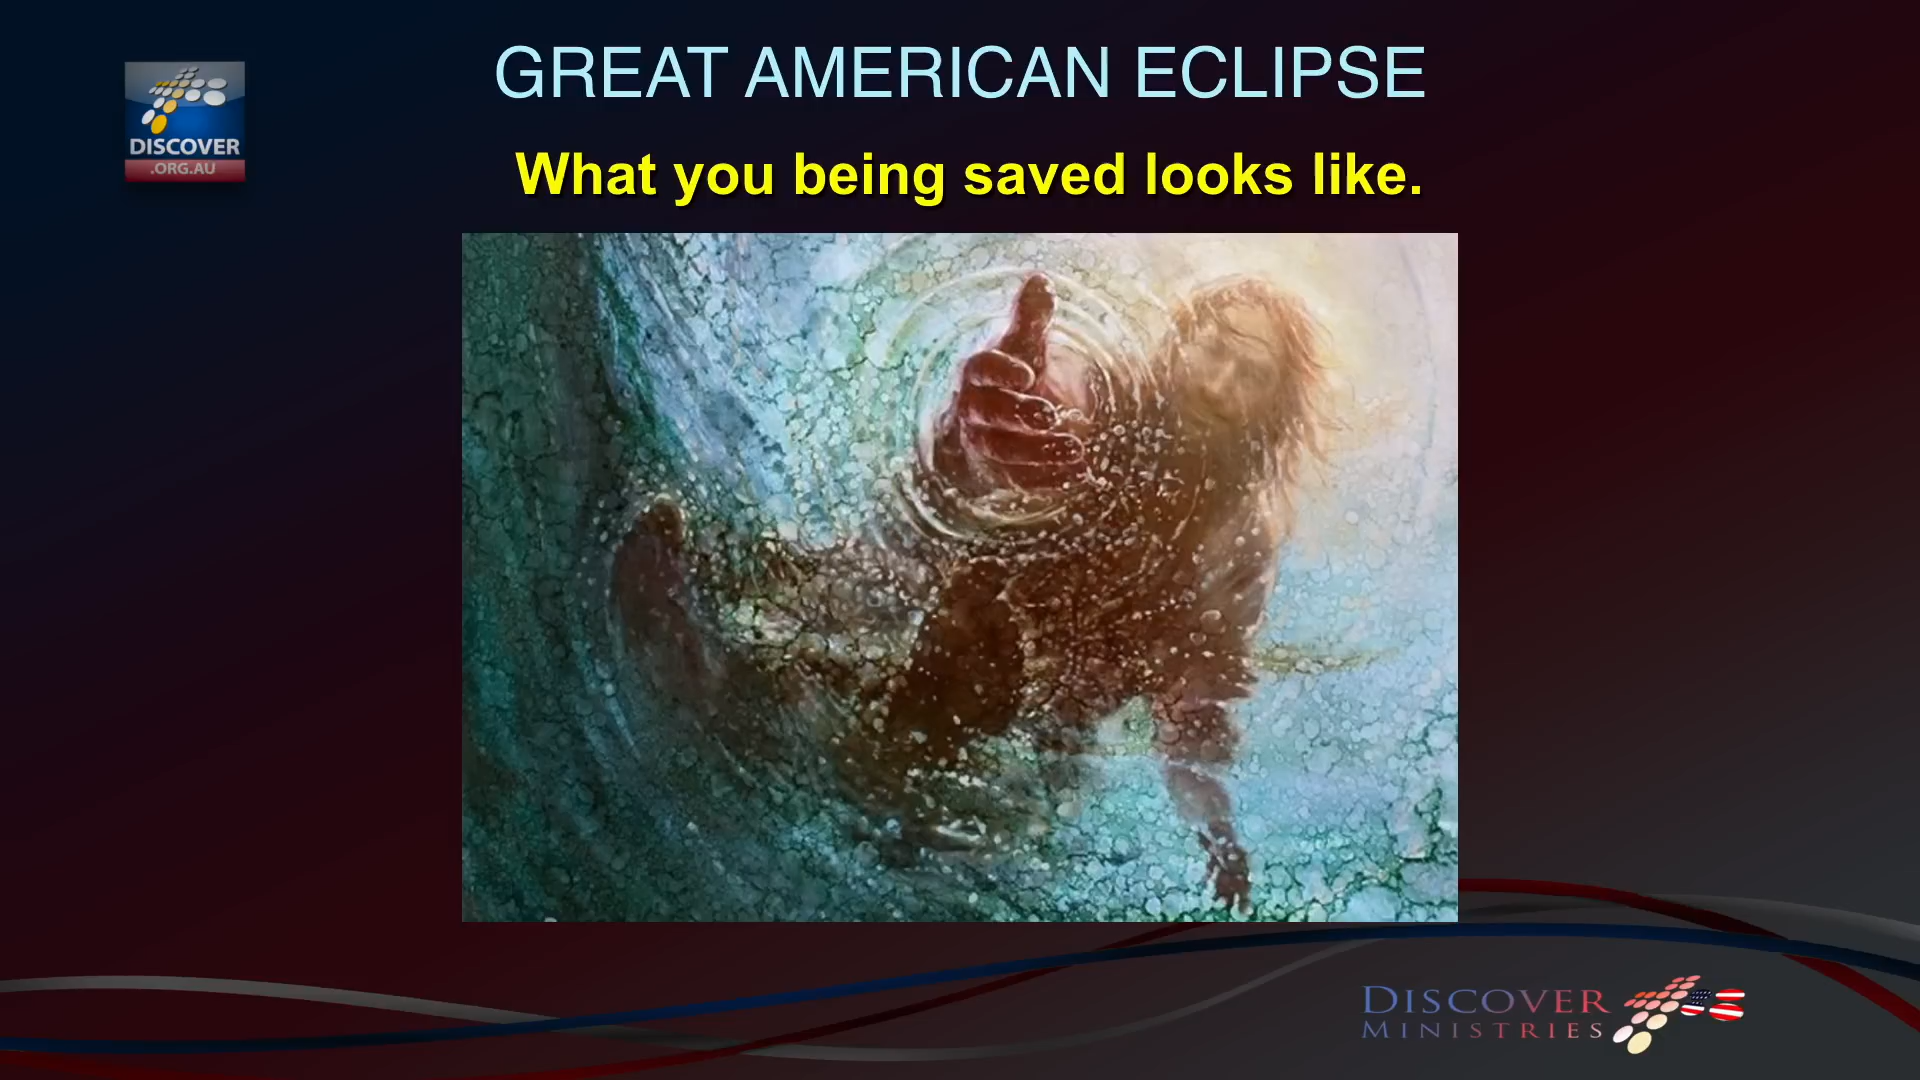 GREAT AMERICAN ECLIPSE
DISCOVER
.ORG.AU
What you being saved looks like.
DISCOVER
MINISTRIES